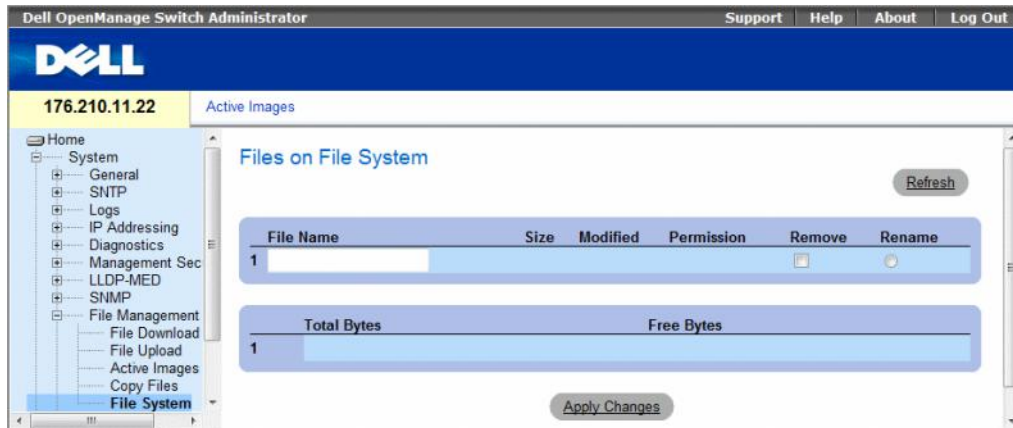 Dell OpenManage Switch Administrator Support Help About Log Out
DELL
176.210.11.22 Active Images
Home
System
General
SNTP
Logs
IP Addressing
Diagnostics
Management Sec
LLDP-MED
SNMP
File Management
File Download
File Upload
Active Images
Copy Files
File System
Files on File System
Refresh
File Name Size Modified Permission Remove Rename
1
Total Bytes Free Bytes
1
Apply Changes